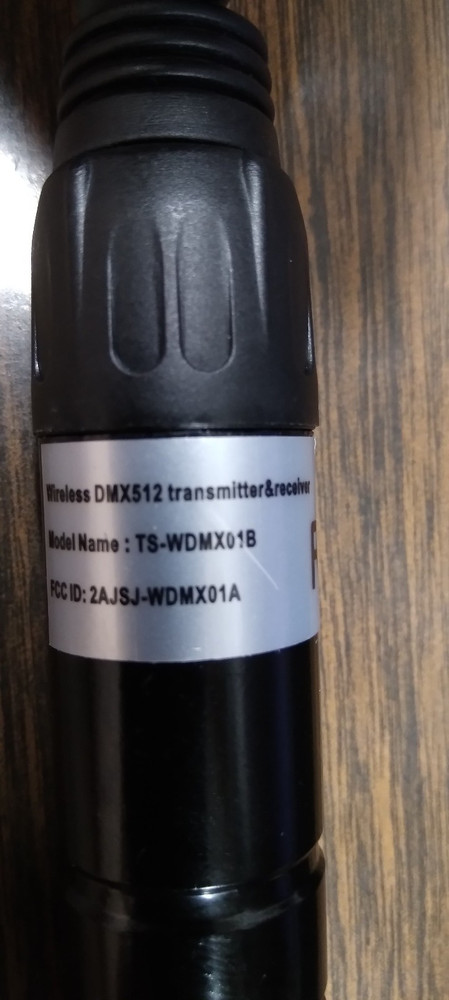 Wireless DMX512 transmitter&receiver
Model Name : TS-WDMX01B
FCC ID: 2AJSJ-WDMX01A